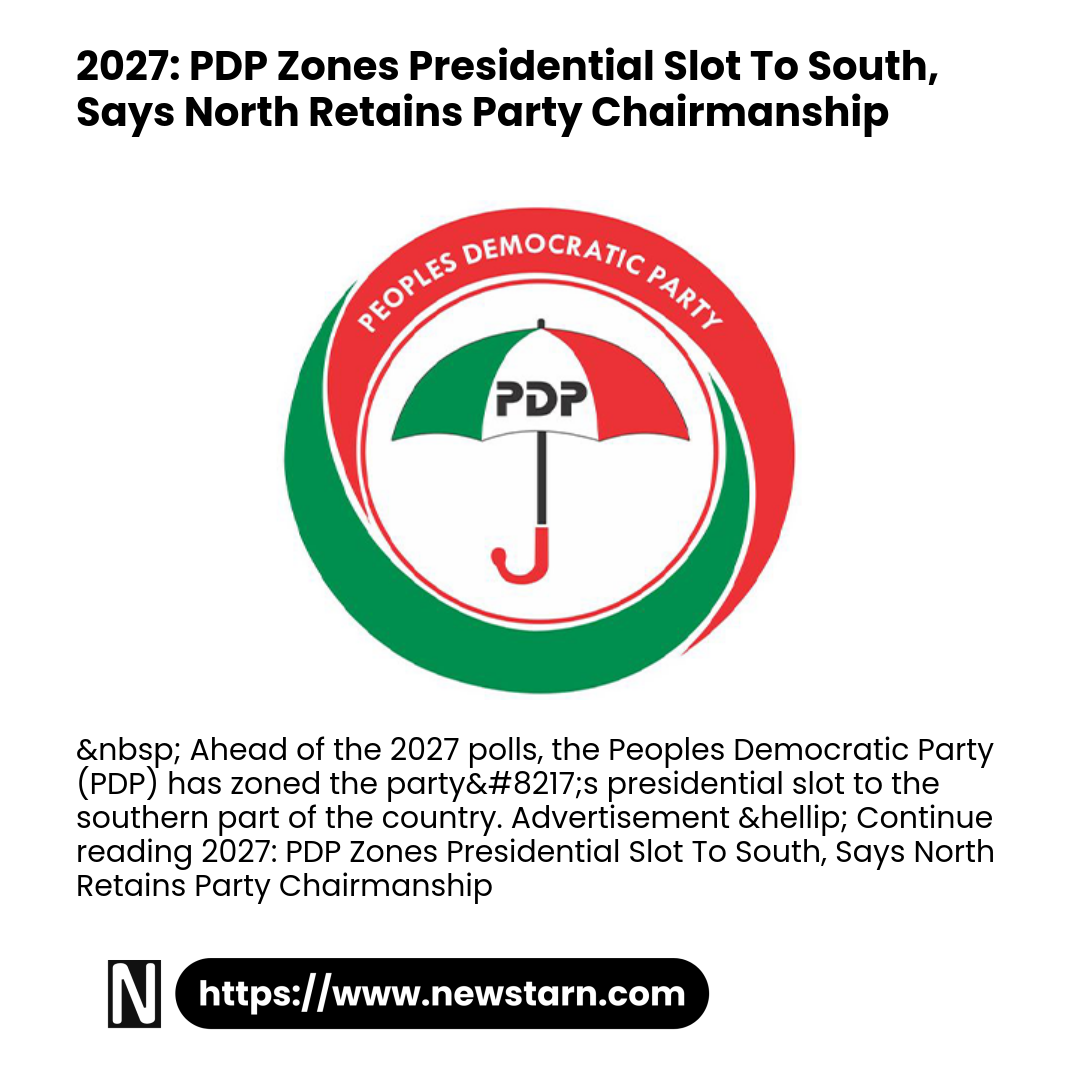 2027: PDP Zones Presidential Slot To South,
Says North Retains Party Chairmanship
PEOPLES DEMOCRATIC PARTY
PDP
&nbsp; Ahead of the 2027 polls, the Peoples Democratic Party
(PDP) has zoned the party&#8217;s presidential slot to the
southern part of the country. Advertisement &hellip; Continue
reading 2027: PDP Zones Presidential Slot To South, Says North
Retains Party Chairmanship
N
https://www.newstarn.com